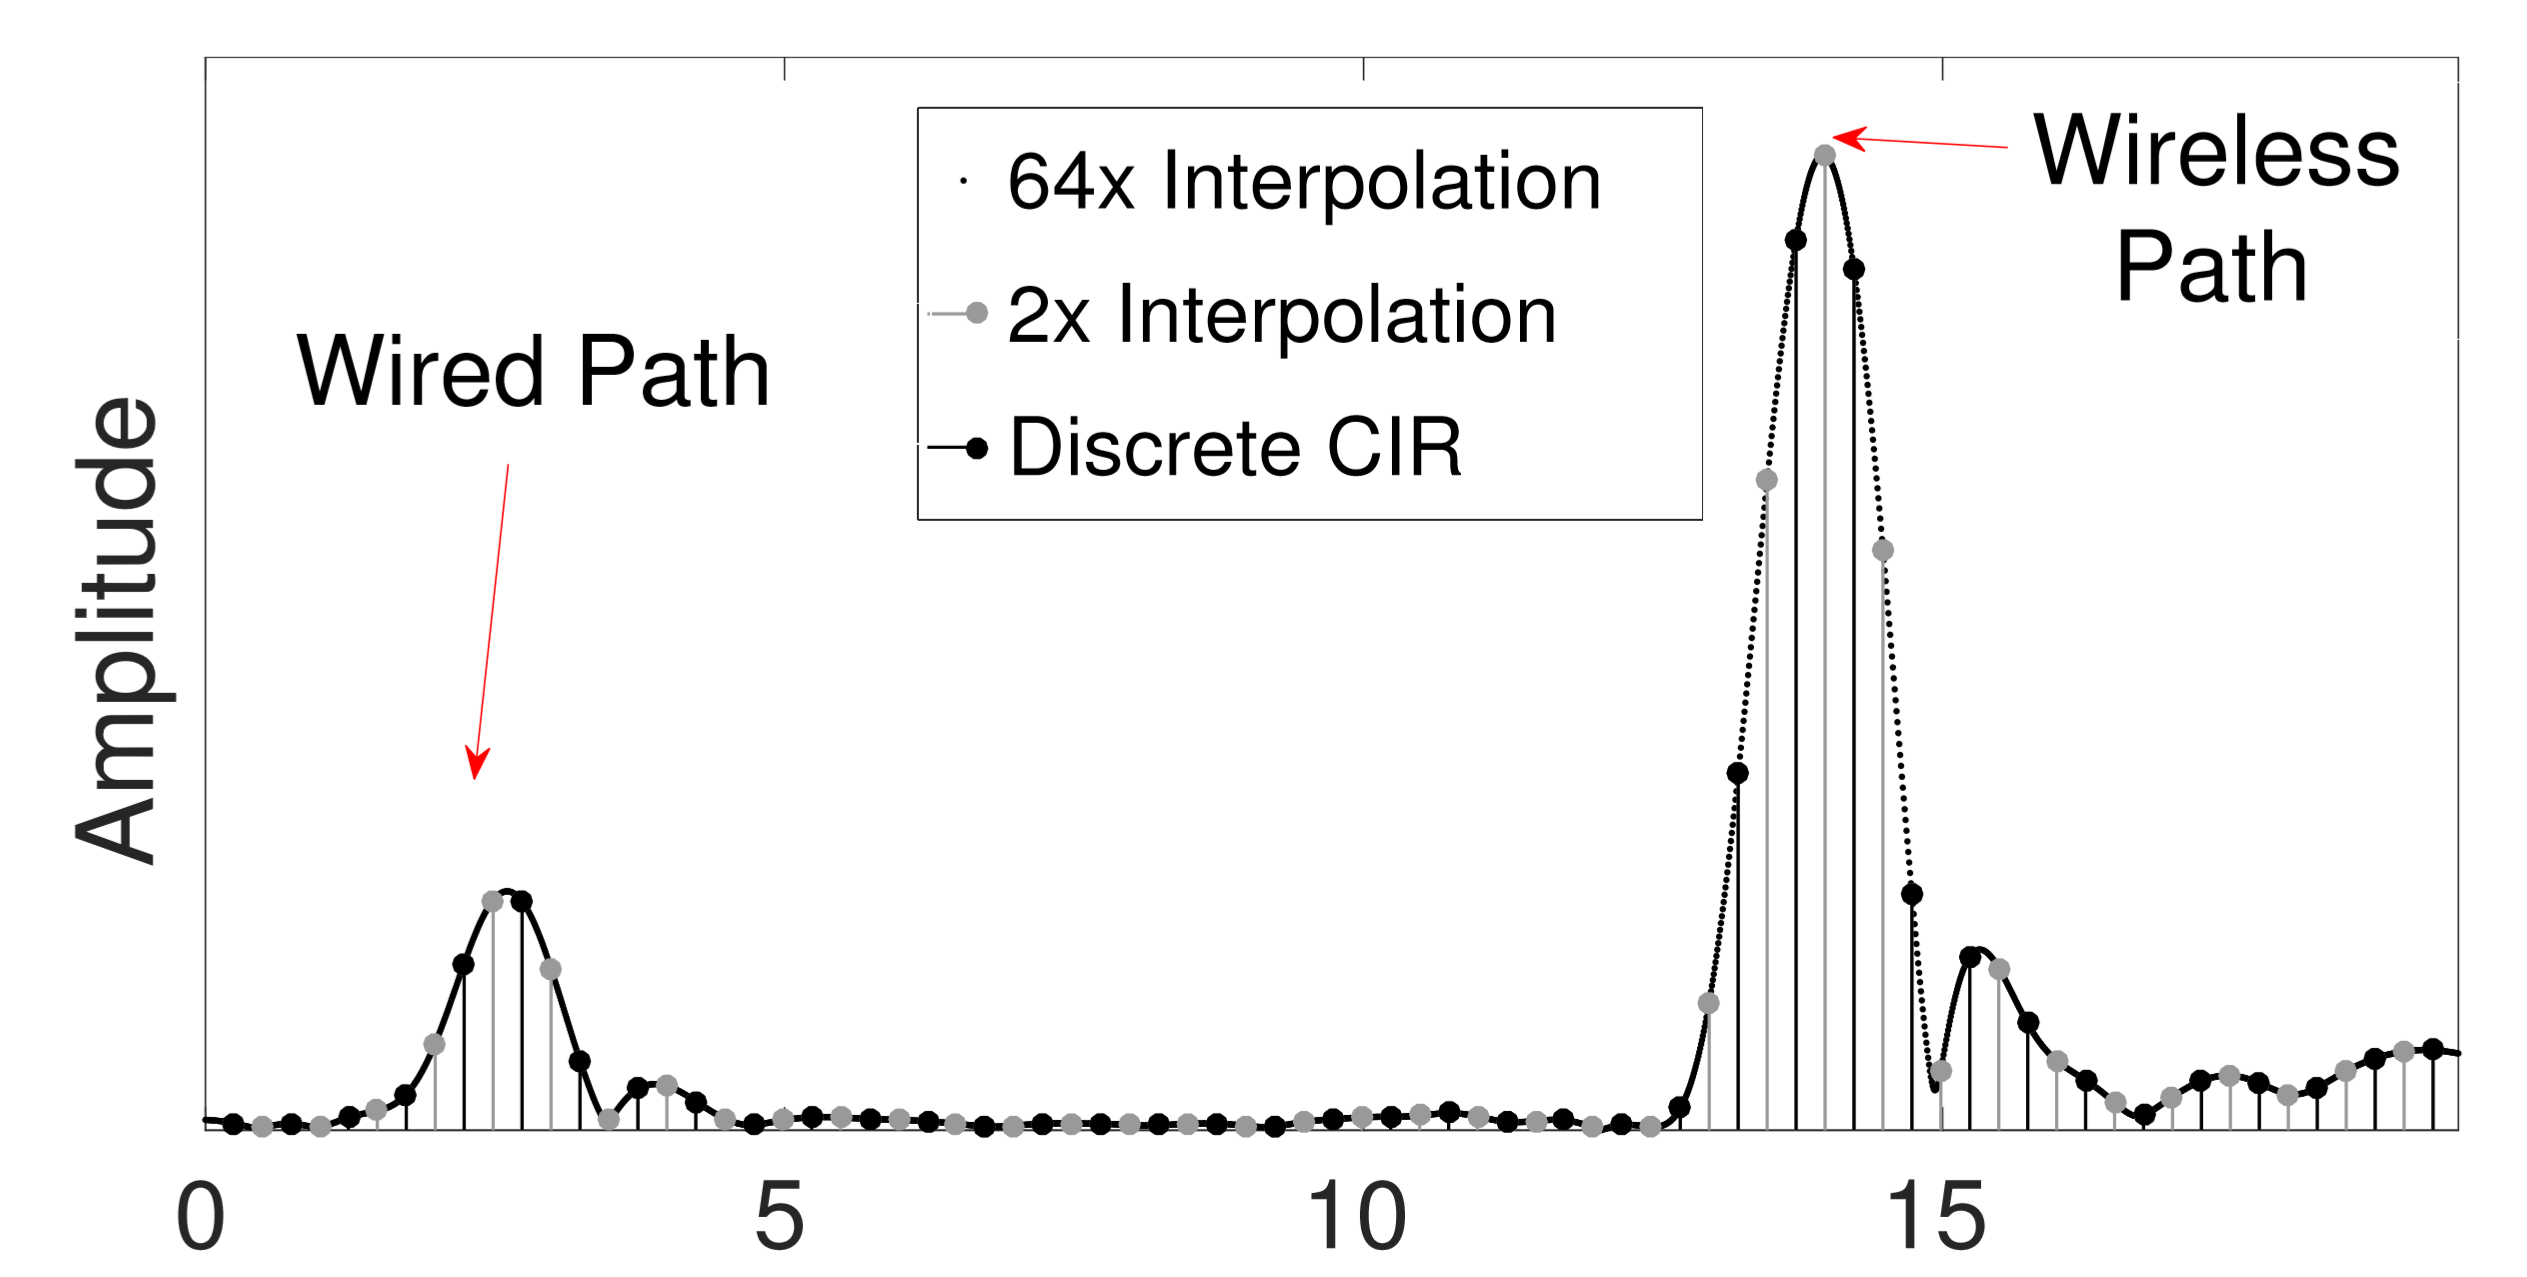 64x Interpolation
2x Interpolation
Discrete CIR
Wireless
Path
Wired Path
Amplitude
0 5 10 15